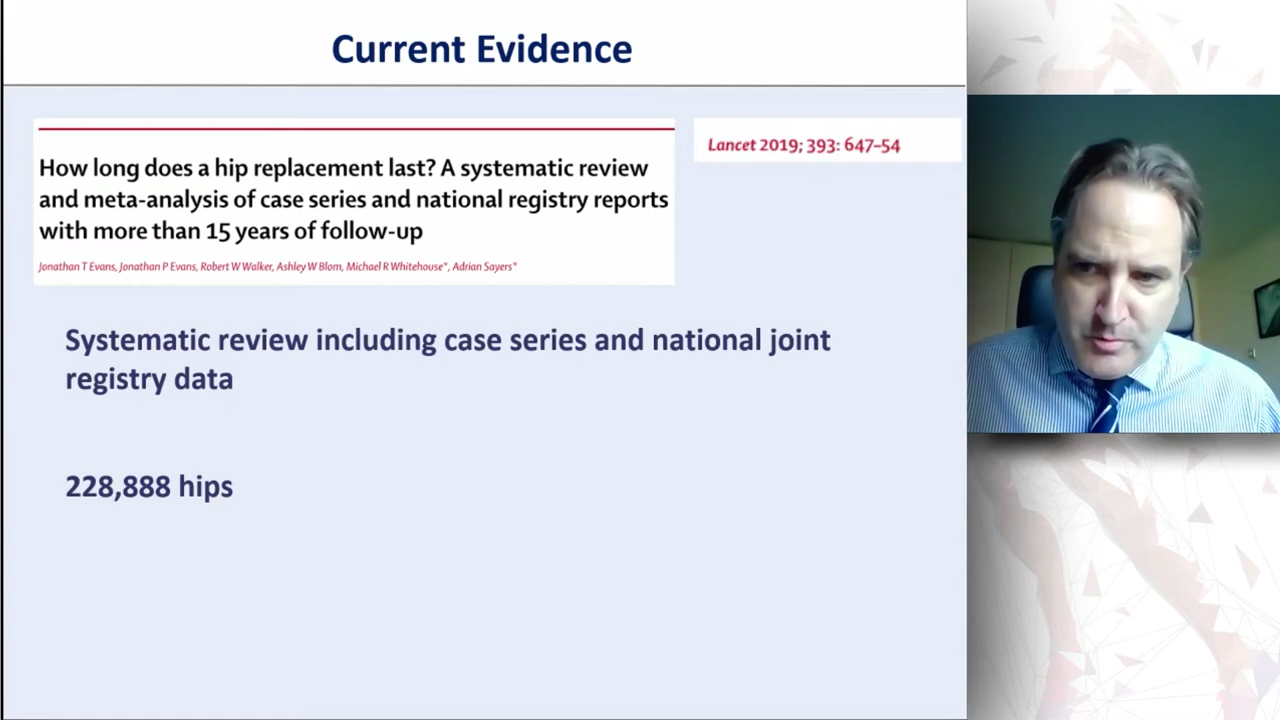 Current Evidence
How long does a hip replacement last? A systematic review
and meta-analysis of case series and national registry reports
with more than 15 years of follow-up
Jonathan T Evans, Jonathan P Evans, Robert W Walker, Ashley W Blom, Michael R Whitehouse*, Adrian Sayers*
Lancet 2019; 393: 647–54
Systematic review including case series and national joint
registry data
228,888 hips